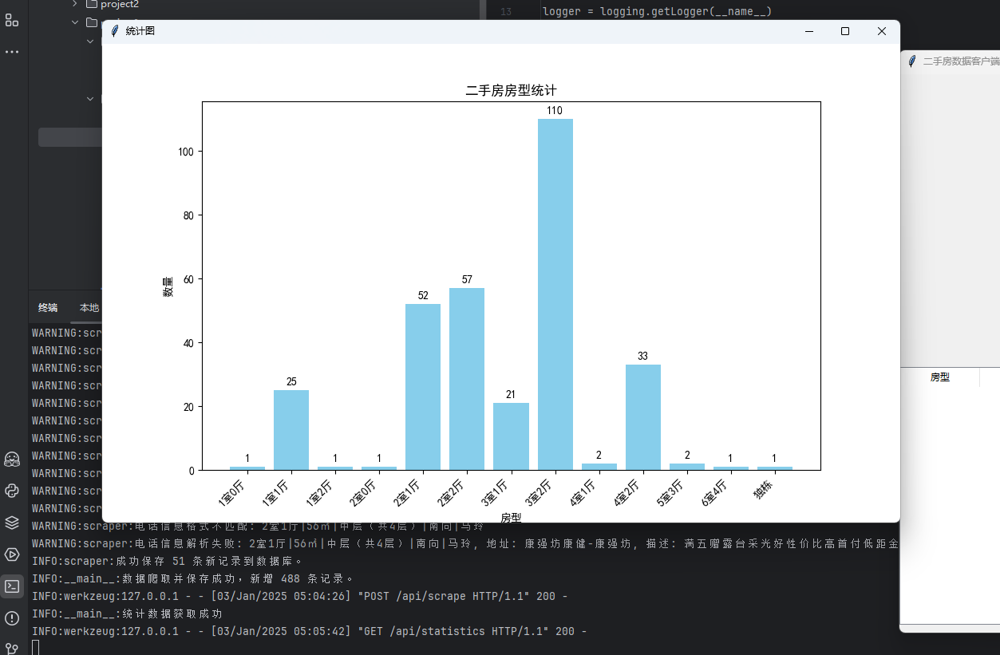 project2
13 logger = logging.getLogger(__name__)
统计图
二手房数据客户端
二手房房型统计
数量
100
80
60
40
20
0
1
25
1
1
52
57
21
110
2
33
2
1
1
1室0厅
1室1厅
1室2厅
2室0厅
2室1厅
2室2厅
3室1厅
3室2厅
4室1厅
4室2厅
5室3厅
6室4厅
独栋
房型
房型
终端 本地
WARNING:scr
WARNING:scr
WARNING:scr
WARNING:scr
WARNING:scr
WARNING:scr
WARNING:scr
WARNING:scr
WARNING:scr
WARNING:scr
WARNING:scr
WARNING:scraper:电话信息格式不匹配: 2室1厅|56㎡|中层（共4层）|南向|马玲
WARNING:scraper:电话信息解析失败: 2室1厅|56㎡|中层（共4层）|南向|马玲, 地址: 康强坊康健-康强坊, 描述: 满五赠露台采光好性价比高首付低距金
INFO:scraper:成功保存 51 条新记录到数据库。
INFO:__main__:数据爬取并保存成功，新增 488 条记录。
INFO:werkzeug:127.0.0.1 - - [03/Jan/2025 05:04:26] "POST /api/scrape HTTP/1.1" 200 -
INFO:__main__:统计数据获取成功
INFO:werkzeug:127.0.0.1 - - [03/Jan/2025 05:05:42] "GET /api/statistics HTTP/1.1" 200 -